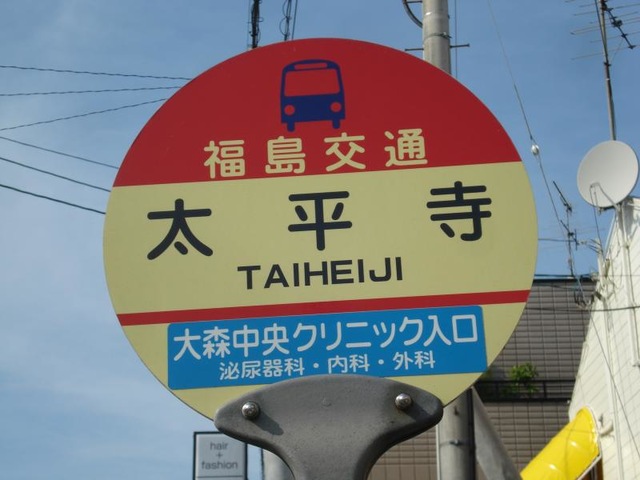 福島交通
太平寺
TAIHEIJI
大森中央クリニック入口
泌尿器科・内科・外科
hair
+
fashion